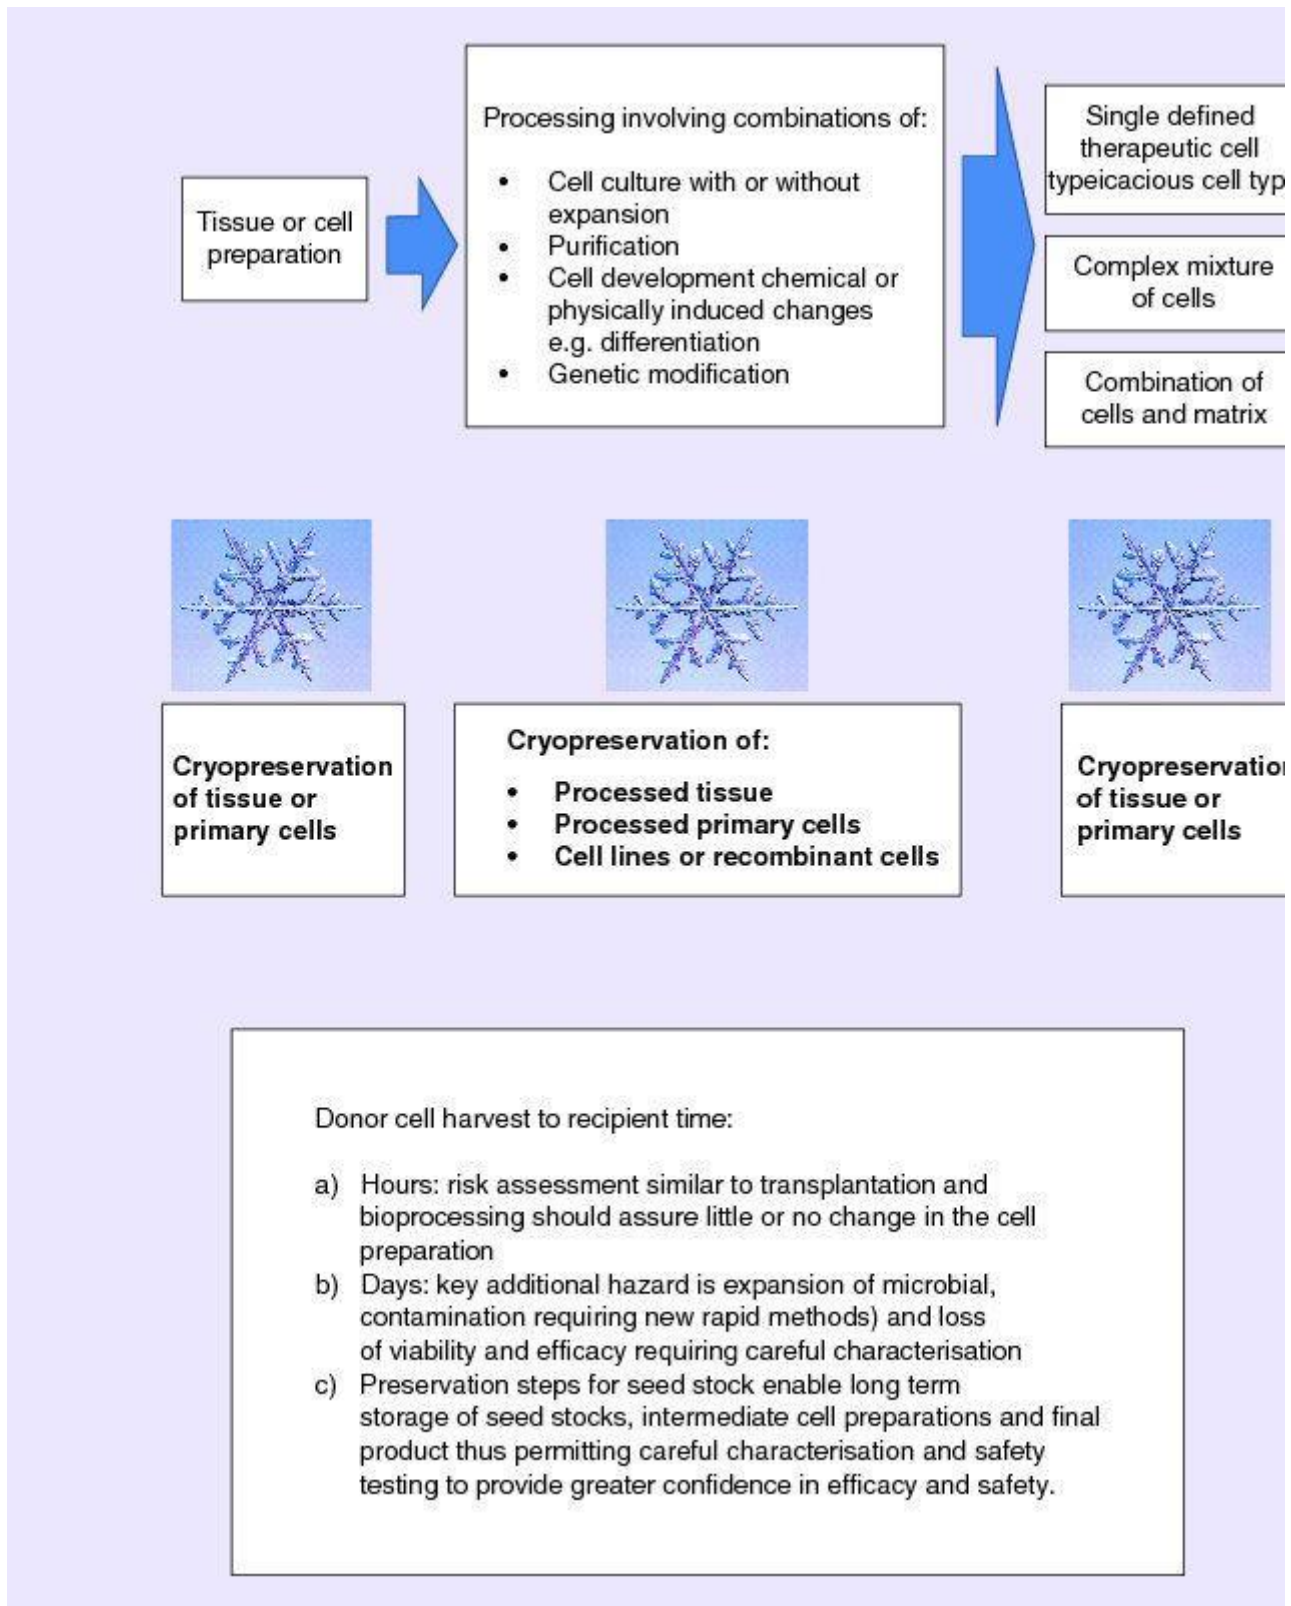 Tissue or cell
preparation
Processing involving combinations of:
• Cell culture with or without
expansion
• Purification
• Cell development chemical or
physically induced changes
e.g. differentiation
• Genetic modification
Single defined
therapeutic cell
typeicacious cell typ
Complex mixture
of cells
Combination of
cells and matrix
Cryopreservation
of tissue or
primary cells
Cryopreservation of:
• Processed tissue
• Processed primary cells
• Cell lines or recombinant cells
Cryopreservation
of tissue or
primary cells
Donor cell harvest to recipient time:
a) Hours: risk assessment similar to transplantation and
bioprocessing should assure little or no change in the cell
preparation
b) Days: key additional hazard is expansion of microbial,
contamination requiring new rapid methods) and loss
of viability and efficacy requiring careful characterisation
c) Preservation steps for seed stock enable long term
storage of seed stocks, intermediate cell preparations and final
product thus permitting careful characterisation and safety
testing to provide greater confidence in efficacy and safety.